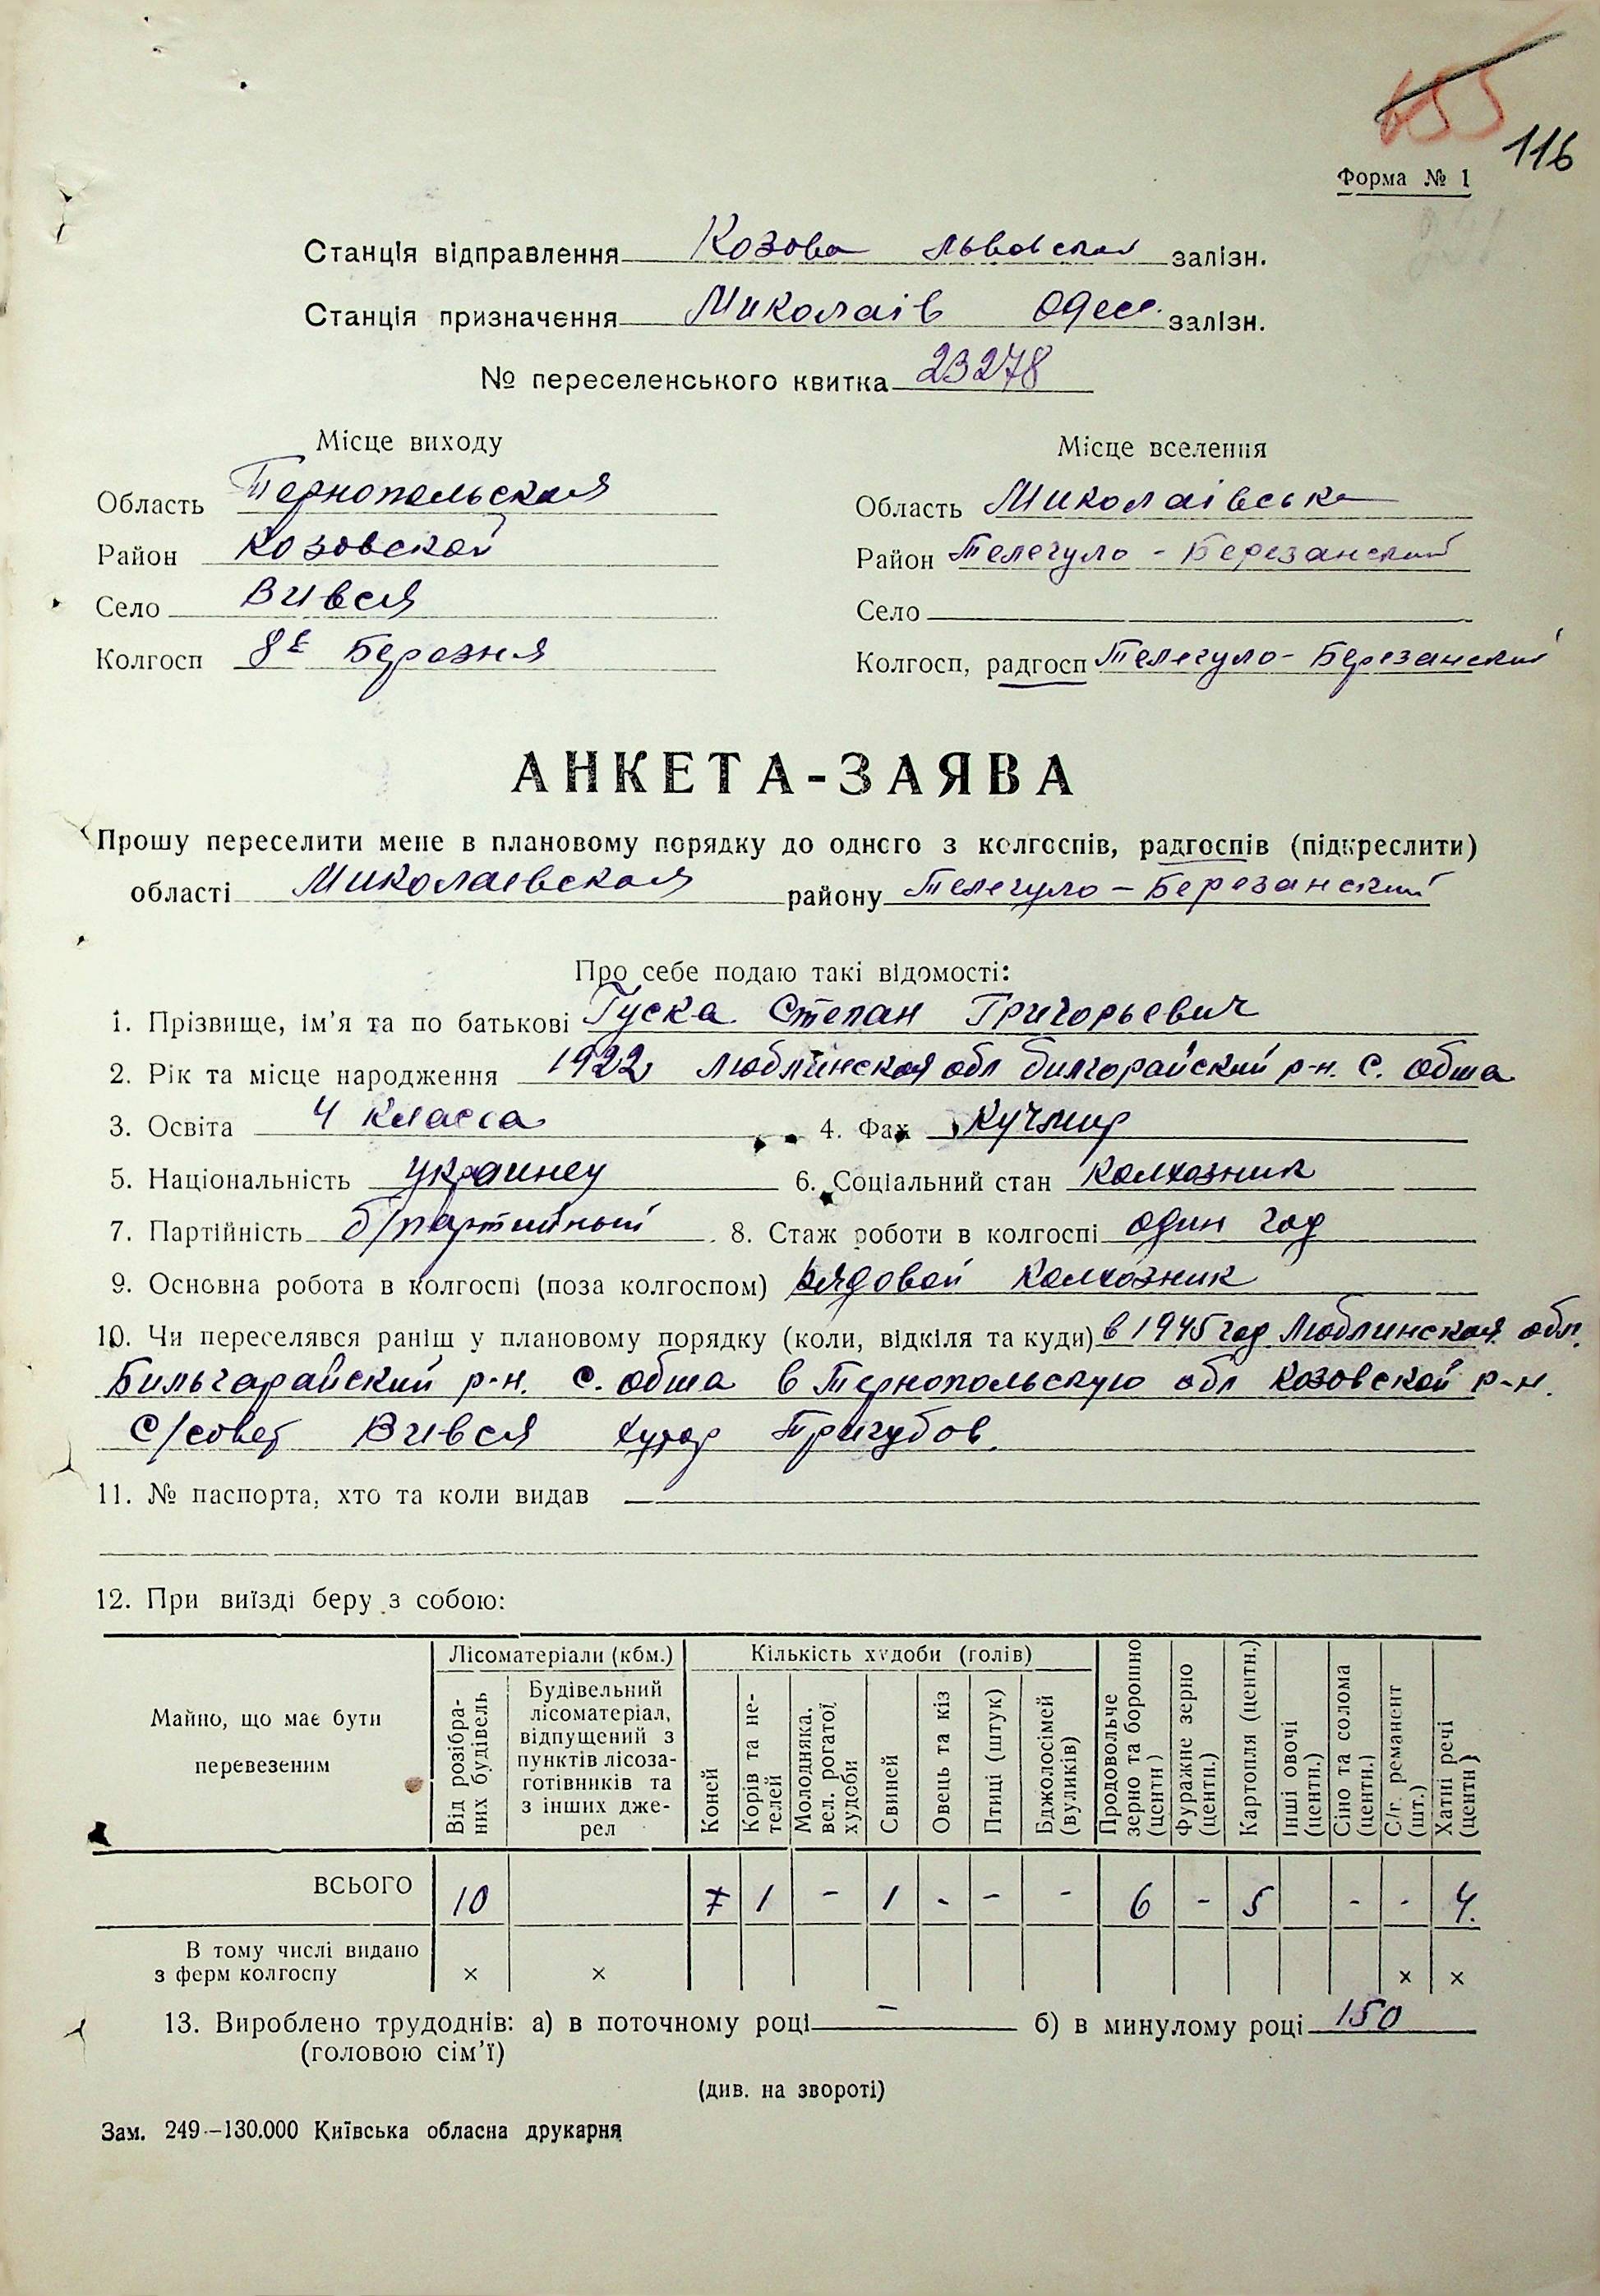 655
116
Форма № 1
Станція відправлення Козова Львовской залізн.
Станція призначення Миколаїв Одесс. залізн.
№ переселенського квитка 23278
Місце виходу
Місце вселення
Область Тернопольская
Область Миколаівська
Район Козовской
Район Телегуло-Березанский
Село Вився
Село
Колгосп 8е Березня
Колгосп, радгосп Телегуло-Березанский
АНКЕТА-ЗАЯВА
Прошу переселити мене в плановому порядку до одного з колгоспів, радгоспів (підкреслити)
області Миколаевская району Телегуло-Березанский
Про себе подаю такі відомості:
1. Прізвище, ім'я та по батькові Гуска Степан Григорьевич
2. Рік та місце народження 1922 Люблинская обл Билгорайский р-н. с. Обша
3. Освіта 4 класса 4. Фах
5. Національність украинец 6. Соціальний стан колхозник
7. Партійність б/партийный 8. Стаж роботи в колгоспі один год
9. Основна робота в колгоспі (поза колгоспом) рядовой колхозник
10. Чи переселявся раніш у плановому порядку (коли, відкіля та куди) в 1945 год Люблинская обл.
Бильгарайский р-н. с. Обша в Тернопольскую обл Козовской р-н.
с/совет Вився хутор Пригубов.
11. № паспорта, хто та коли видав —
12. При виїзді беру з собою:
Майно, що має бути перевезеним
Лісоматеріали (кбм.)
Кількість худоби (голів)
Від розібраних будівель
Будівельний лісоматеріал, відпущений з пунктів лісозаготівників та з інших джерел
Коней
Корів та нетелей
Молодняка, вел. рогатої худоби
Свиней
Овець та кіз
Птиці (штук)
Бджолосімей (вуликів)
Продовольче зерно та борошно (центн)
Фуражне зерно (центн.)
Картопля (центн.)
Інші овочі (центн.)
Сіно та солома (центн.)
С/г. реманент (шт.)
Хатні речі (центн)
ВСЬОГО 10 1 - 1 - - - 6 - 5 - - 4.
В тому числі видано
з ферм колгоспу × × × ×
13. Вироблено трудоднів: а) в поточному році — б) в минулому році 150
(головою сім'ї)
(див. на звороті)
Зам. 249—130.000 Київська обласна друкарня